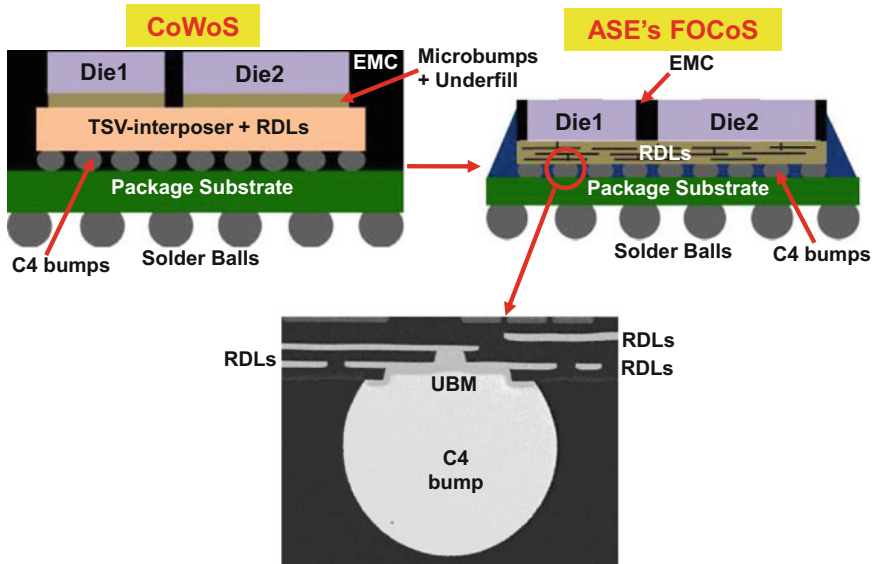 CoWoS
ASE's FOCoS
Die1
Die2
EMC
Microbumps
+ Underfill
TSV-interposer + RDLs
Package Substrate
C4 bumps
Solder Balls
EMC
Die1
Die2
RDLs
Package Substrate
Solder Balls
C4 bumps
RDLs
RDLs
RDLs
UBM
C4
bump